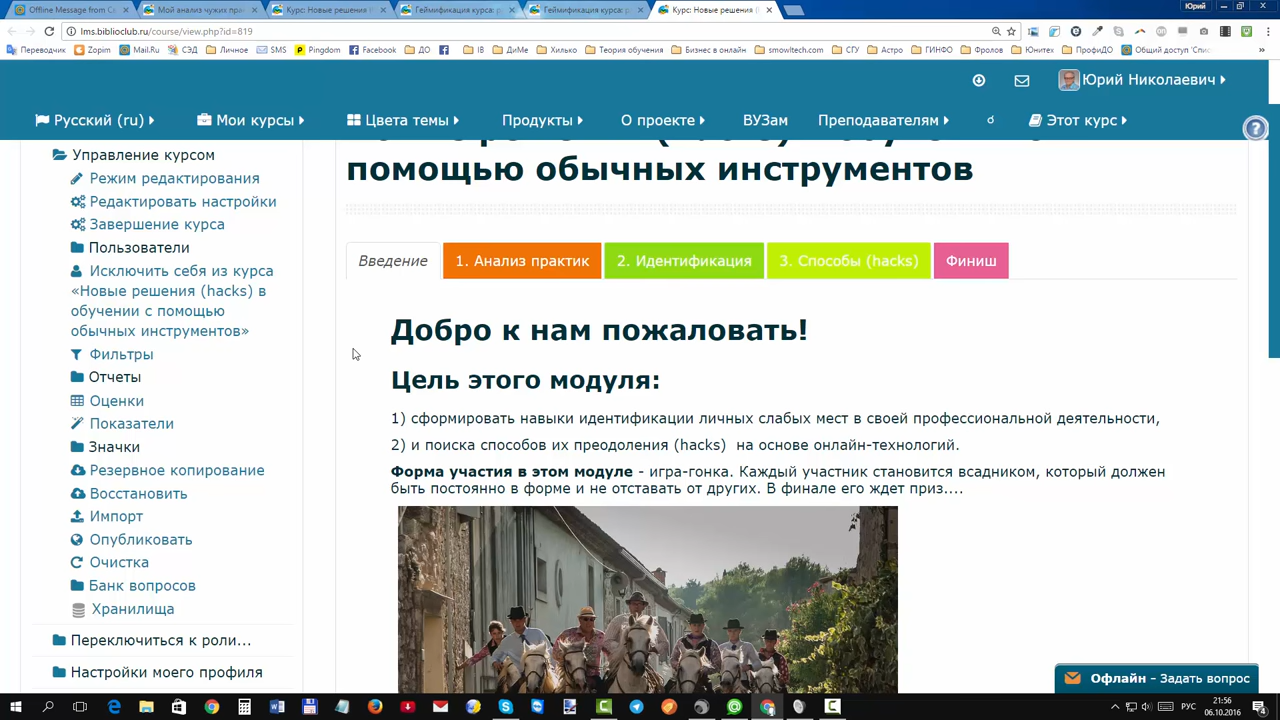 Offline Message from Ca
Мой анализ чужих прак
Курс: Новые решения (
Геймификация курса: р
Геймификация курса: р
Курс: Новые решения (
Юрий
lms.biblioclub.ru/course/view.php?id=819
Переводчик Zopim Mail.Ru СЭД Личное SMS Pingdom Facebook ДО IB ДиМе Хилько Теория обучения Бизнес в онлайн smowltech.com СГУ Астро ГИНФО Фролов Юнитех ПрофиДО Общий доступ 'Спис
Юрий Николаевич
Русский (ru) Мои курсы Цвета темы Продукты О проекте ВУЗам Преподавателям Этот курс
Управление курсом
Режим редактирования
Редактировать настройки
Завершение курса
Пользователи
Исключить себя из курса
«Новые решения (hacks) в
обучении с помощью
обычных инструментов»
Фильтры
Отчеты
Оценки
Показатели
Значки
Резервное копирование
Восстановить
Импорт
Опубликовать
Очистка
Банк вопросов
Хранилища
Переключиться к роли...
Настройки моего профиля
помощью обычных инструментов
Введение 1. Анализ практик 2. Идентификация 3. Способы (hacks) Финиш
Добро к нам пожаловать!
Цель этого модуля:
1) сформировать навыки идентификации личных слабых мест в своей профессиональной деятельности,
2) и поиска способов их преодоления (hacks) на основе онлайн-технологий.
Форма участия в этом модуле - игра-гонка. Каждый участник становится всадником, который должен
быть постоянно в форме и не отставать от других. В финале его ждет приз....
Офлайн – Задать вопрос
РУС
21:56
06.10.2016